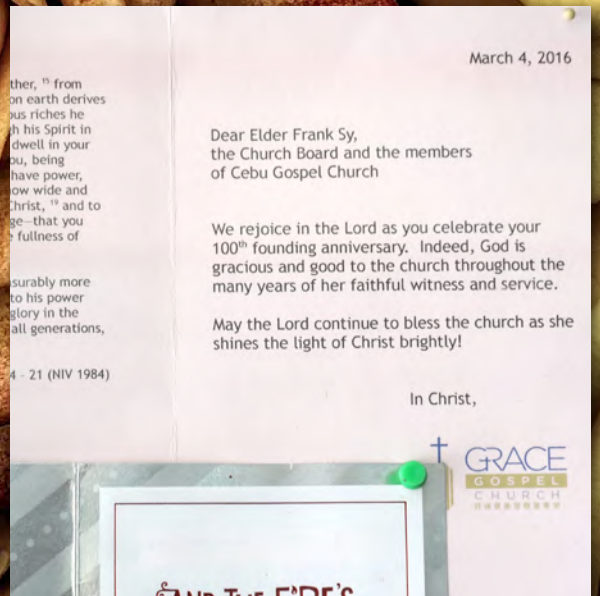 ther, ¹⁵ from
on earth derives
ous riches he
h his Spirit in
dwell in your
ou, being
have power,
ow wide and
Christ, ¹⁹ and to
ge—that you
fullness of
surably more
to his power
glory in the
all generations,
4 - 21 (NIV 1984)
March 4, 2016
Dear Elder Frank Sy,
the Church Board and the members
of Cebu Gospel Church
We rejoice in the Lord as you celebrate your
100th founding anniversary. Indeed, God is
gracious and good to the church throughout the
many years of her faithful witness and service.
May the Lord continue to bless the church as she
shines the light of Christ brightly!
In Christ,
GRACE
GOSPEL
CHURCH